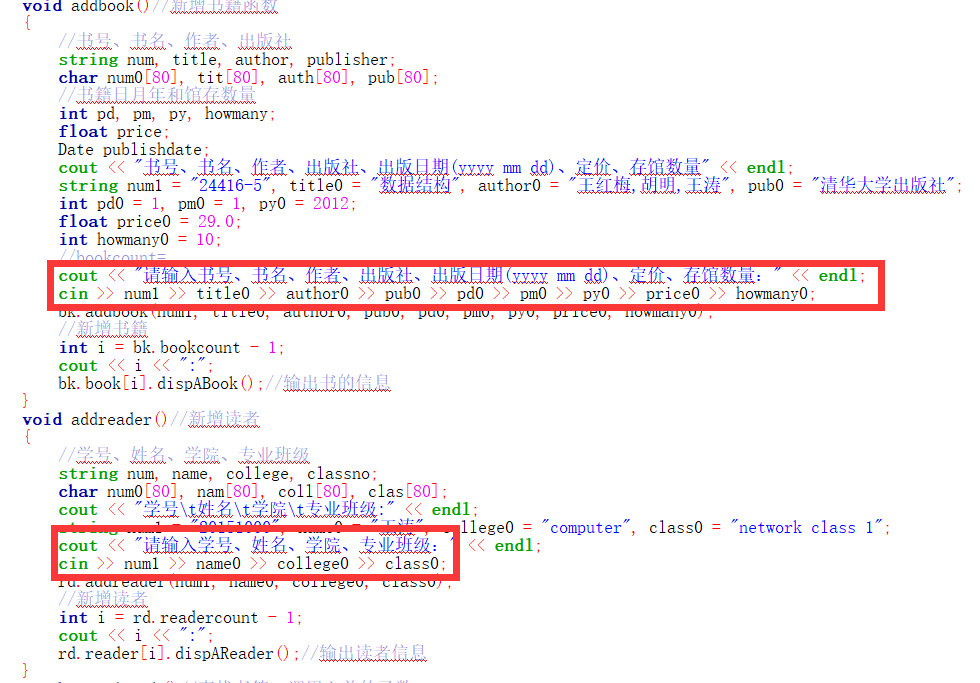 void addbook()//新增书籍函数
{
//书号、书名、作者、出版社
string num, title, author, publisher;
char num0[80], tit[80], auth[80], pub[80];
//书籍日月年和馆存数量
int pd, pm, py, howmany;
float price;
Date publishdate;
cout << "书号、书名、作者、出版社、出版日期(yyyy mm dd)、定价、存馆数量" << endl;
string num1 = "24416-5", title0 = "数据结构", author0 = "王红梅,胡明,王涛", pub0 = "清华大学出版社";
int pd0 = 1, pm0 = 1, py0 = 2012;
float price0 = 29.0;
int howmany0 = 10;
//bookcount=
cout << "请输入书号、书名、作者、出版社、出版日期(yyyy mm dd)、定价、存馆数量：" << endl;
cin >> num1 >> title0 >> author0 >> pub0 >> pd0 >> pm0 >> py0 >> price0 >> howmany0;
bk.addbook(num1, title0, author0, pub0, pd0, pm0, py0, price0, howmany0);
//新增书籍
int i = bk.bookcount - 1;
cout << i << ":";
bk.book[i].dispABook();//输出书的信息
}
void addreader()//新增读者
{
//学号、姓名、学院、专业班级
string num, name, college, classno;
char num0[80], nam[80], coll[80], clas[80];
cout << "学号\t姓名\t学院\t专业班级:" << endl;
string num1 = "20151000", name0 = "王涛", college0 = "computer", class0 = "network class 1";
cout << "请输入学号、姓名、学院、专业班级：" << endl;
cin >> num1 >> name0 >> college0 >> class0;
rd.addreader(num1, name0, college0, class0);
//新增读者
int i = rd.readercount - 1;
cout << i << ":";
rd.reader[i].dispAReader();//输出读者信息
}